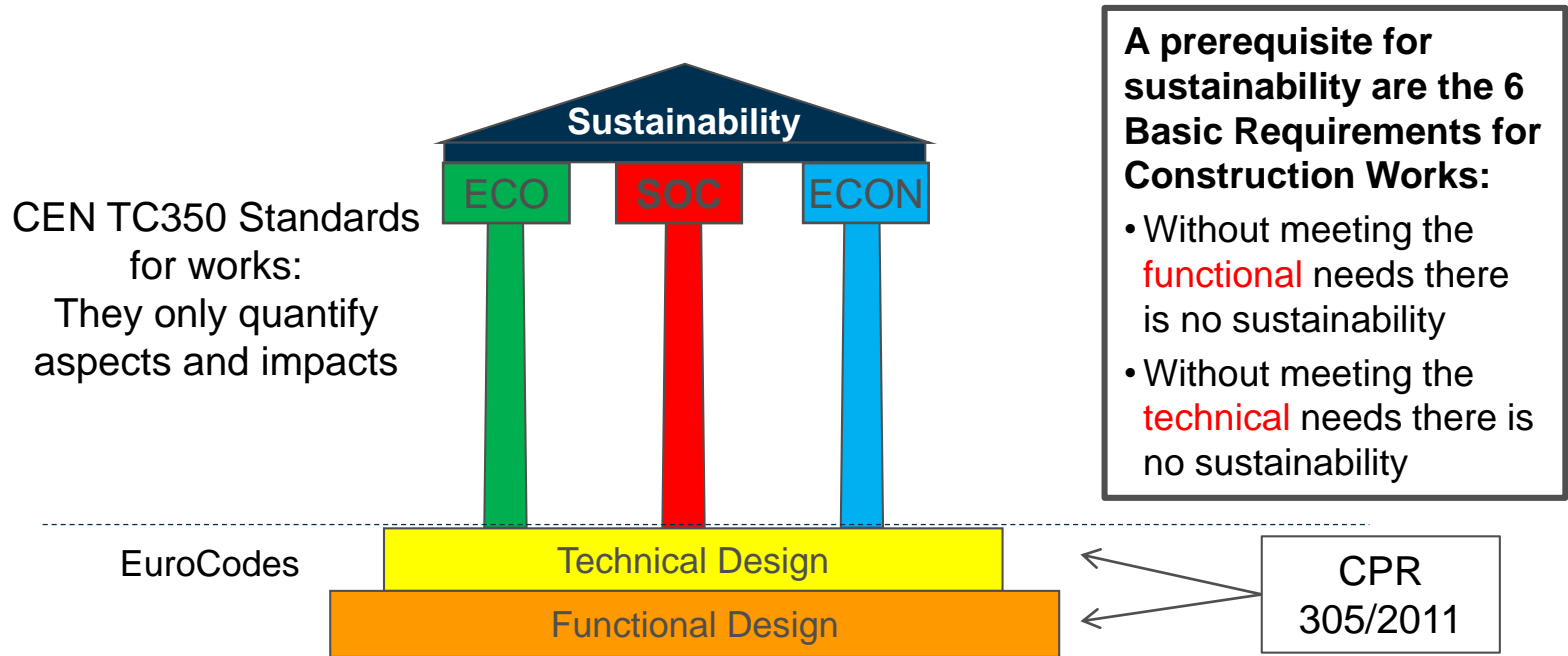 Sustainability
ECO SOC ECON
CEN TC350 Standards
for works:
They only quantify
aspects and impacts
A prerequisite for
sustainability are the 6
Basic Requirements for
Construction Works:
• Without meeting the
functional needs there
is no sustainability
• Without meeting the
technical needs there is
no sustainability
EuroCodes
Technical Design
Functional Design
CPR
305/2011